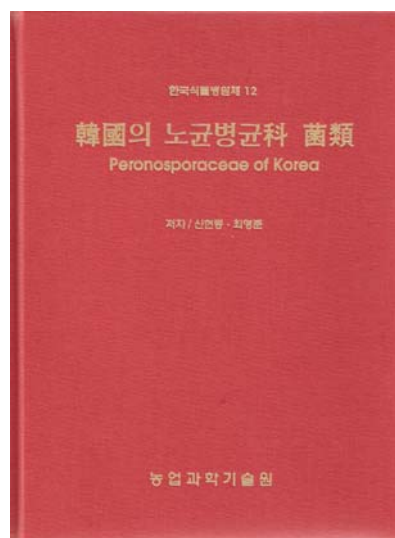 한국식물병원체 12
韓國의 노균병균科 菌類
Peronosporaceae of Korea
저자 / 신현동 · 최영준
농업과학기술원